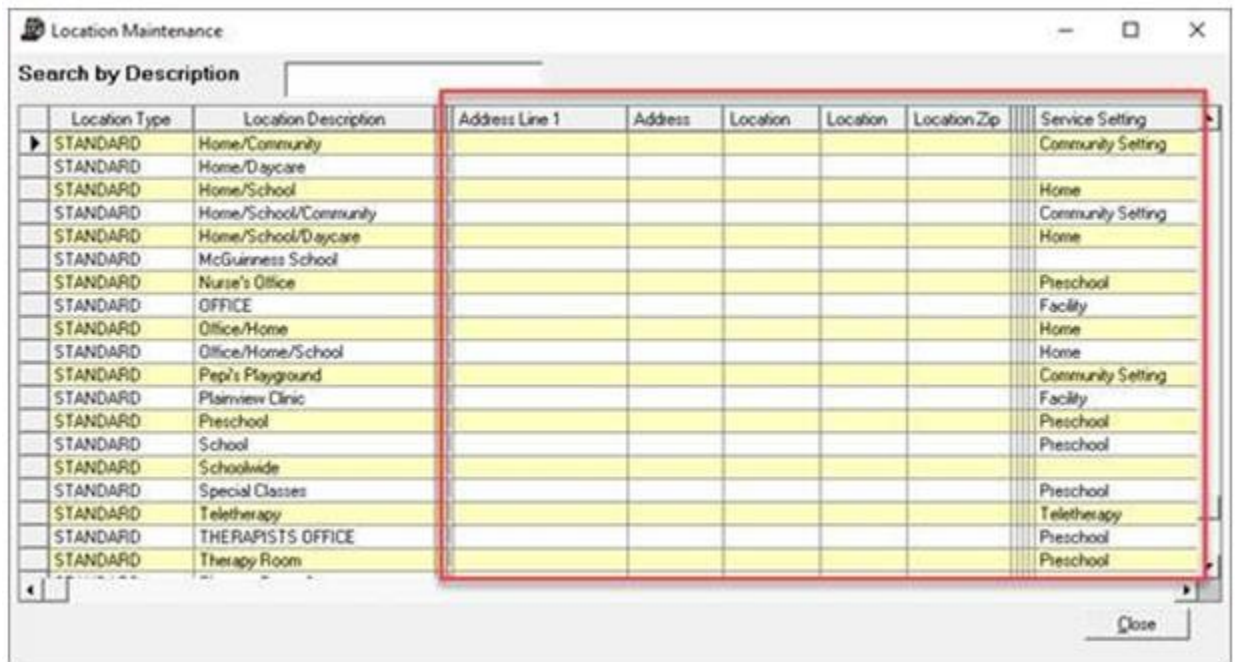 Location Maintenance
Search by Description
Location Type Location Description Address Line 1 Address Location Location Location Zip Service Setting
STANDARD Home/Community Community Setting
STANDARD Home/Daycare
STANDARD Home/School Home
STANDARD Home/School/Community Community Setting
STANDARD Home/School/Daycare Home
STANDARD McGuinness School
STANDARD Nurse's Office Preschool
STANDARD OFFICE Facility
STANDARD Office/Home Home
STANDARD Office/Home/School Home
STANDARD Pepi's Playground Community Setting
STANDARD Plainview Clinic Facility
STANDARD Preschool Preschool
STANDARD School Preschool
STANDARD Schoolwide
STANDARD Special Classes Preschool
STANDARD Teletherapy Teletherapy
STANDARD THERAPISTS OFFICE Preschool
STANDARD Therapy Room Preschool
Close